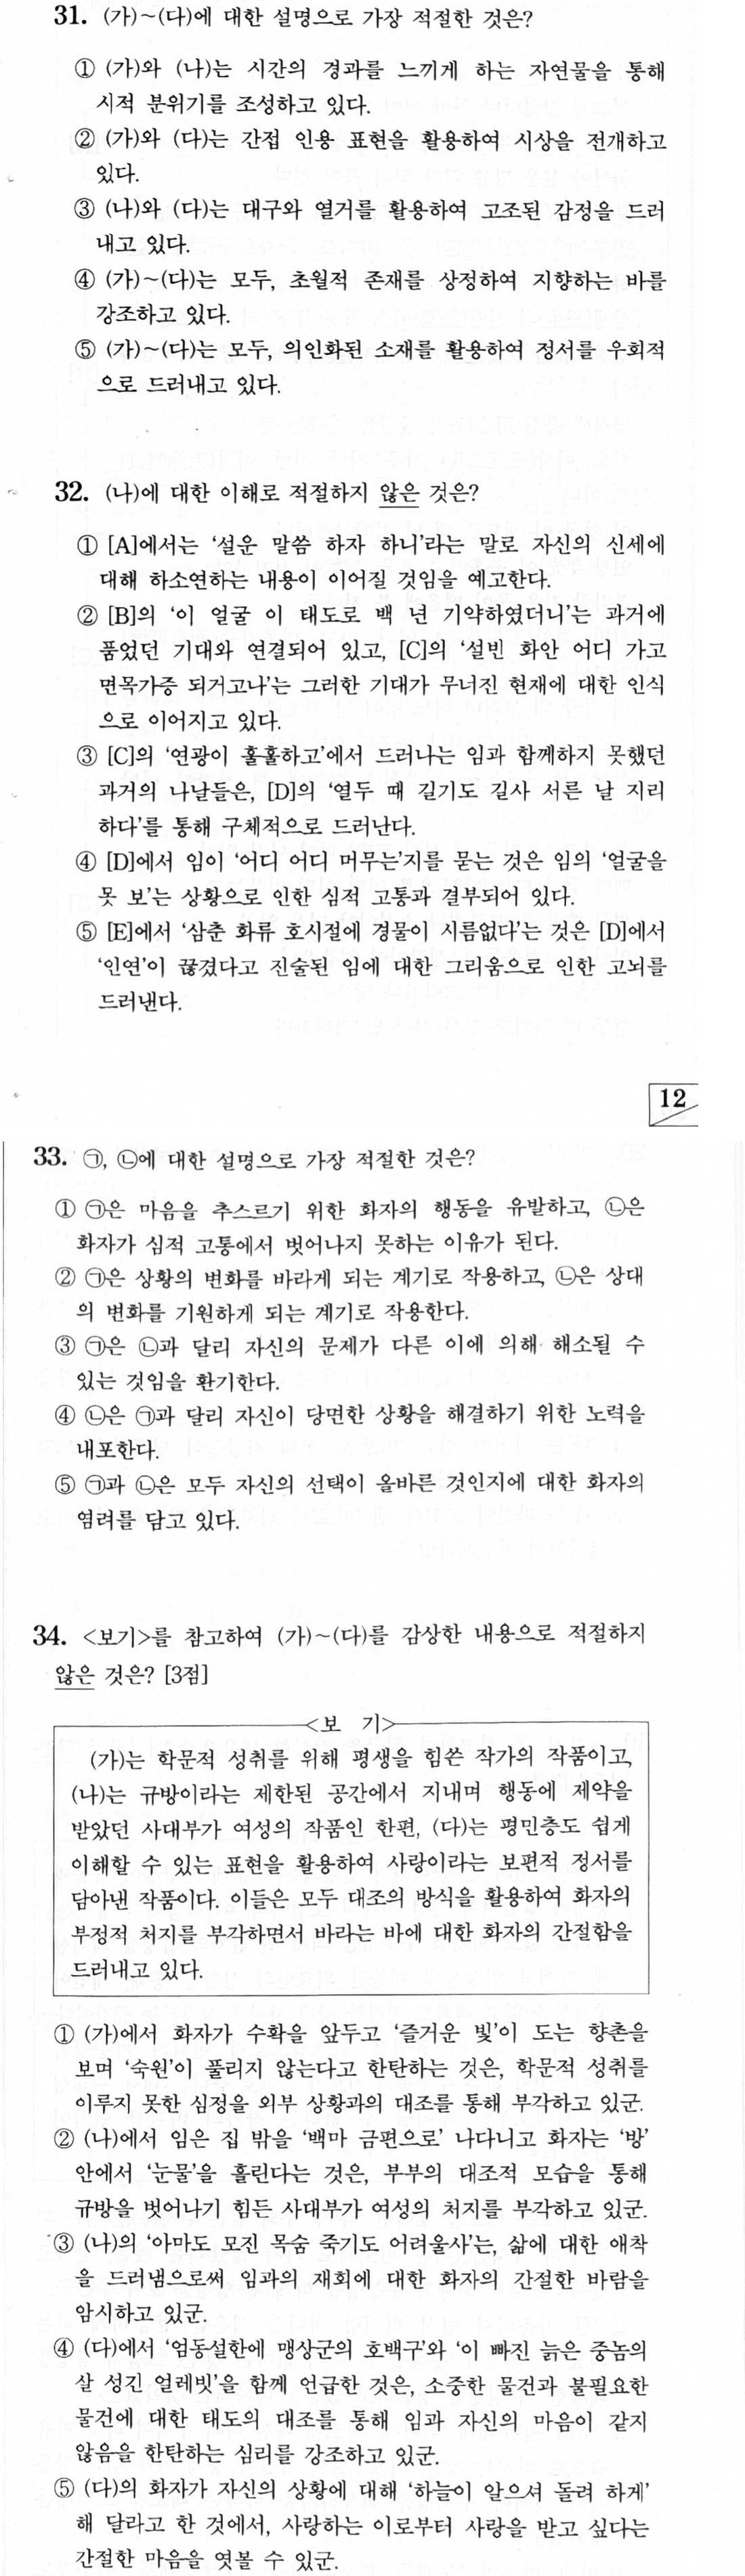 31. (가)~(다)에 대한 설명으로 가장 적절한 것은?
① (가)와 (나)는 시간의 경과를 느끼게 하는 자연물을 통해
시적 분위기를 조성하고 있다.
② (가)와 (다)는 간접 인용 표현을 활용하여 시상을 전개하고
있다.
③ (나)와 (다)는 대구와 열거를 활용하여 고조된 감정을 드러
내고 있다.
④ (가)~(다)는 모두, 초월적 존재를 상정하여 지향하는 바를
강조하고 있다.
⑤ (가)~(다)는 모두, 의인화된 소재를 활용하여 정서를 우회적
으로 드러내고 있다.
32. (나)에 대한 이해로 적절하지 않은 것은?
① [A]에서는 '설운 말씀 하자 하니'라는 말로 자신의 신세에
대해 하소연하는 내용이 이어질 것임을 예고한다.
② [B]의 '이 얼굴 이 태도로 백 년 기약하였더니'는 과거에
품었던 기대와 연결되어 있고, [C]의 '설빈 화안 어디 가고
면목가증 되거고나'는 그러한 기대가 무너진 현재에 대한 인식
으로 이어지고 있다.
③ [C]의 '연광이 훌훌하고'에서 드러나는 임과 함께하지 못했던
과거의 나날들은, [D]의 '열두 때 길기도 길사 서른 날 지리
하다'를 통해 구체적으로 드러난다.
④ [D]에서 임이 '어디 어디 머무는'지를 묻는 것은 임의 '얼굴을
못 보'는 상황으로 인한 심적 고통과 결부되어 있다.
⑤ [E]에서 '삼춘 화류 호시절에 경물이 시름없다'는 것은 [D]에서
'인연'이 끊겼다고 진술된 임에 대한 그리움으로 인한 고뇌를
드러낸다.
12
33. ㉠, ㉡에 대한 설명으로 가장 적절한 것은?
① ㉠은 마음을 추스르기 위한 화자의 행동을 유발하고, ㉡은
화자가 심적 고통에서 벗어나지 못하는 이유가 된다.
② ㉠은 상황의 변화를 바라게 되는 계기로 작용하고, ㉡은 상대
의 변화를 기원하게 되는 계기로 작용한다.
③ ㉠은 ㉡과 달리 자신의 문제가 다른 이에 의해 해소될 수
있는 것임을 환기한다.
④ ㉡은 ㉠과 달리 자신이 당면한 상황을 해결하기 위한 노력을
내포한다.
⑤ ㉠과 ㉡은 모두 자신의 선택이 올바른 것인지에 대한 화자의
염려를 담고 있다.
34. <보기>를 참고하여 (가)~(다)를 감상한 내용으로 적절하지
않은 것은? [3점]
<보 기>
(가)는 학문적 성취를 위해 평생을 힘쓴 작가의 작품이고,
(나)는 규방이라는 제한된 공간에서 지내며 행동에 제약을
받았던 사대부가 여성의 작품인 한편, (다)는 평민층도 쉽게
이해할 수 있는 표현을 활용하여 사랑이라는 보편적 정서를
담아낸 작품이다. 이들은 모두 대조의 방식을 활용하여 화자의
부정적 처지를 부각하면서 바라는 바에 대한 화자의 간절함을
드러내고 있다.
① (가)에서 화자가 수확을 앞두고 '즐거운 빛'이 도는 향촌을
보며 '숙원'이 풀리지 않는다고 한탄하는 것은, 학문적 성취를
이루지 못한 심정을 외부 상황과의 대조를 통해 부각하고 있군.
② (나)에서 임은 집 밖을 '백마 금편으로' 나다니고 화자는 '방'
안에서 '눈물'을 흘린다는 것은, 부부의 대조적 모습을 통해
규방을 벗어나기 힘든 사대부가 여성의 처지를 부각하고 있군.
③ (나)의 '아마도 모진 목숨 죽기도 어려울사'는, 삶에 대한 애착
을 드러냄으로써 임과의 재회에 대한 화자의 간절한 바람을
암시하고 있군.
④ (다)에서 '엄동설한에 맹상군의 호백구'와 '이 빠진 늙은 중놈의
살 성긴 얼레빗'을 함께 언급한 것은, 소중한 물건과 불필요한
물건에 대한 태도의 대조를 통해 임과 자신의 마음이 같지
않음을 한탄하는 심리를 강조하고 있군.
⑤ (다)의 화자가 자신의 상황에 대해 '하늘이 알으셔 돌려 하게'
해 달라고 한 것에서, 사랑하는 이로부터 사랑을 받고 싶다는
간절한 마음을 엿볼 수 있군.